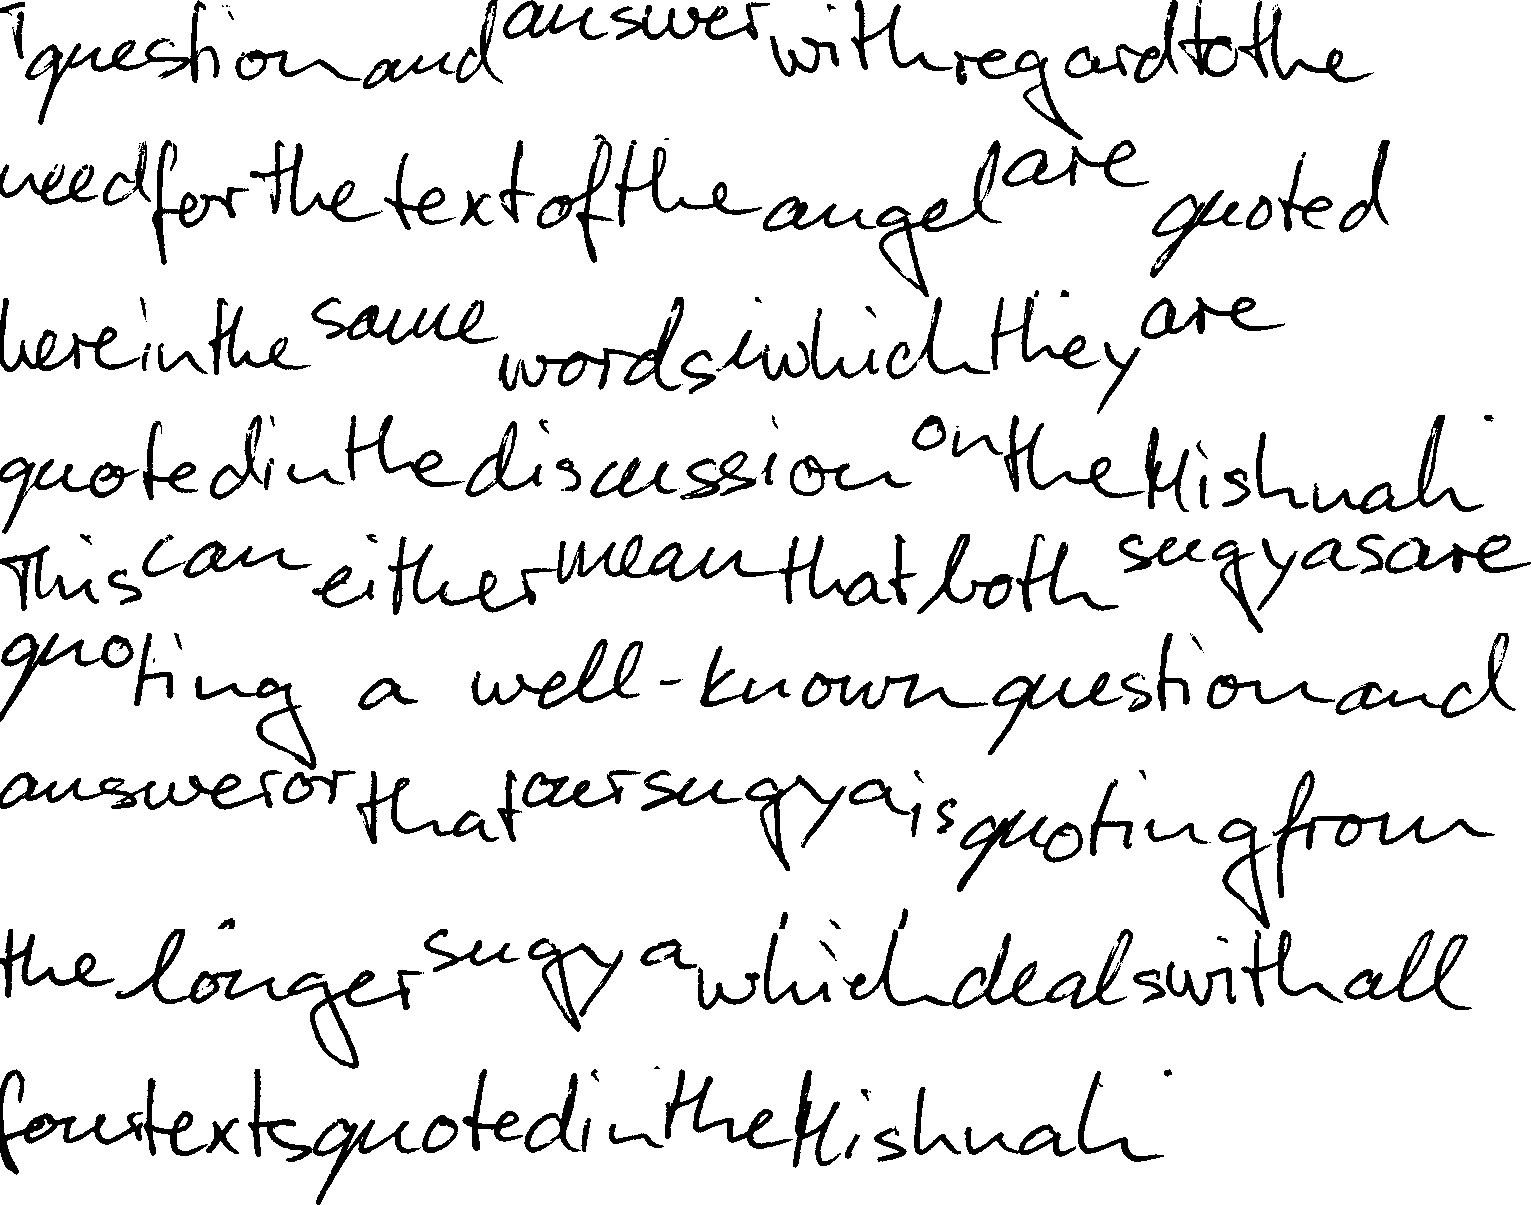 question and answer with regard to the
need for the text of the angel are quoted
here in the same words in which they are
quoted in the discussion on the Mishnah.
This can either mean that both sugyas are
quoting a well-known question and
answer or that our sugya is quoting from
the longer sugya which deals with all
four texts quoted in the Mishnah.